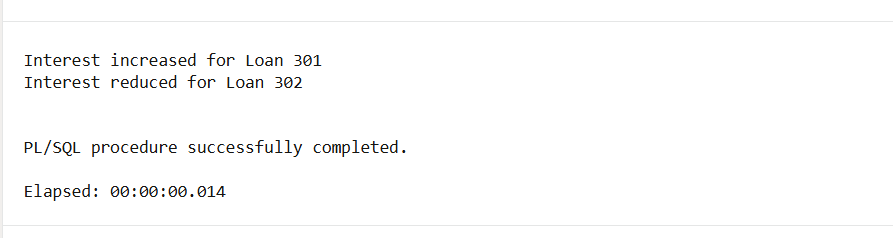 Interest increased for Loan 301
Interest reduced for Loan 302
PL/SQL procedure successfully completed.
Elapsed: 00:00:00.014